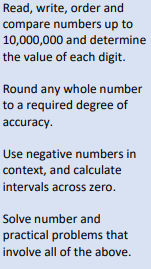 Read, write, order and
compare numbers up to
10,000,000 and determine
the value of each digit.
Round any whole number
to a required degree of
accuracy.
Use negative numbers in
context, and calculate
intervals across zero.
Solve number and
practical problems that
involve all of the above.